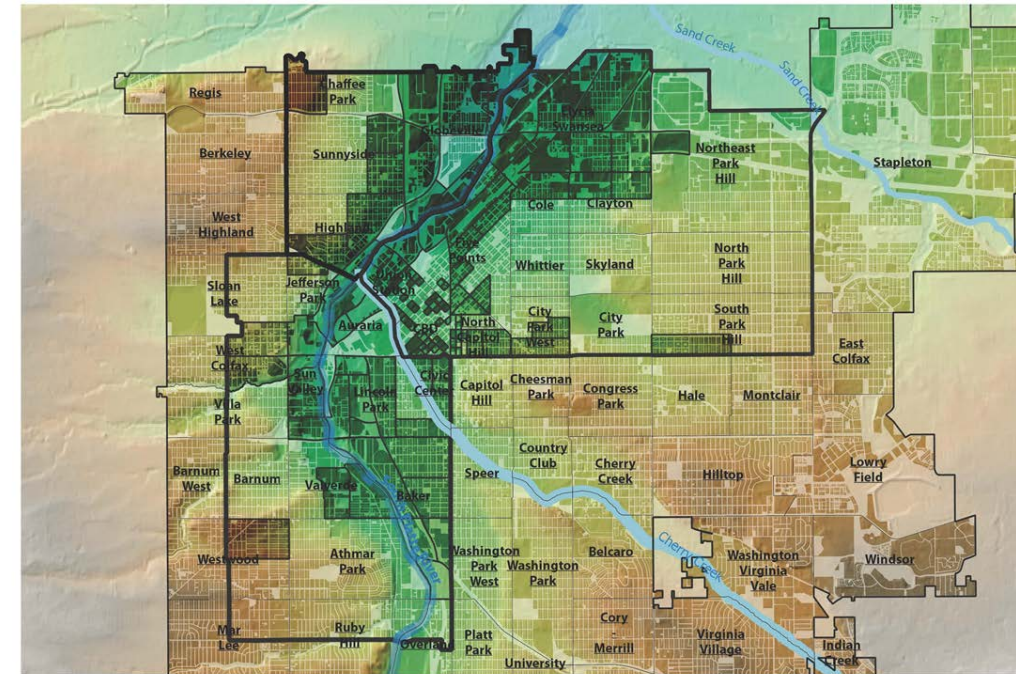 Sand Creek
Sand Creek
Regis
Chaffee
Park
Globeville
Elyria
Swansea
Berkeley
Sunnyside
Northeast
Park
Hill
Stapleton
West
Highland
Highland
Cole
Clayton
Five
Points
Whittier
Skyland
North
Park
Hill
Sloan
Lake
Jefferson
Park
Union
Station
Auraria
CBD
North
Capitol
Hill
City
Park
West
City
Park
South
Park
Hill
East
Colfax
West
Colfax
Sun
Valley
Lincoln
Park
Civic
Center
Capitol
Hill
Cheesman
Park
Congress
Park
Hale
Montclair
Villa
Park
Barnum
West
Barnum
Valverde
Baker
Speer
Country
Club
Cherry
Creek
Hilltop
Lowry
Field
Westwood
Athmar
Park
Washington
Park
West
Washington
Park
Belcaro
Cherry Creek
Washington
Virginia
Vale
Windsor
Mar
Lee
Ruby
Hill
Overland
Platt
Park
University
Cory
Merrill
Virginia
Village
Indian
Creek